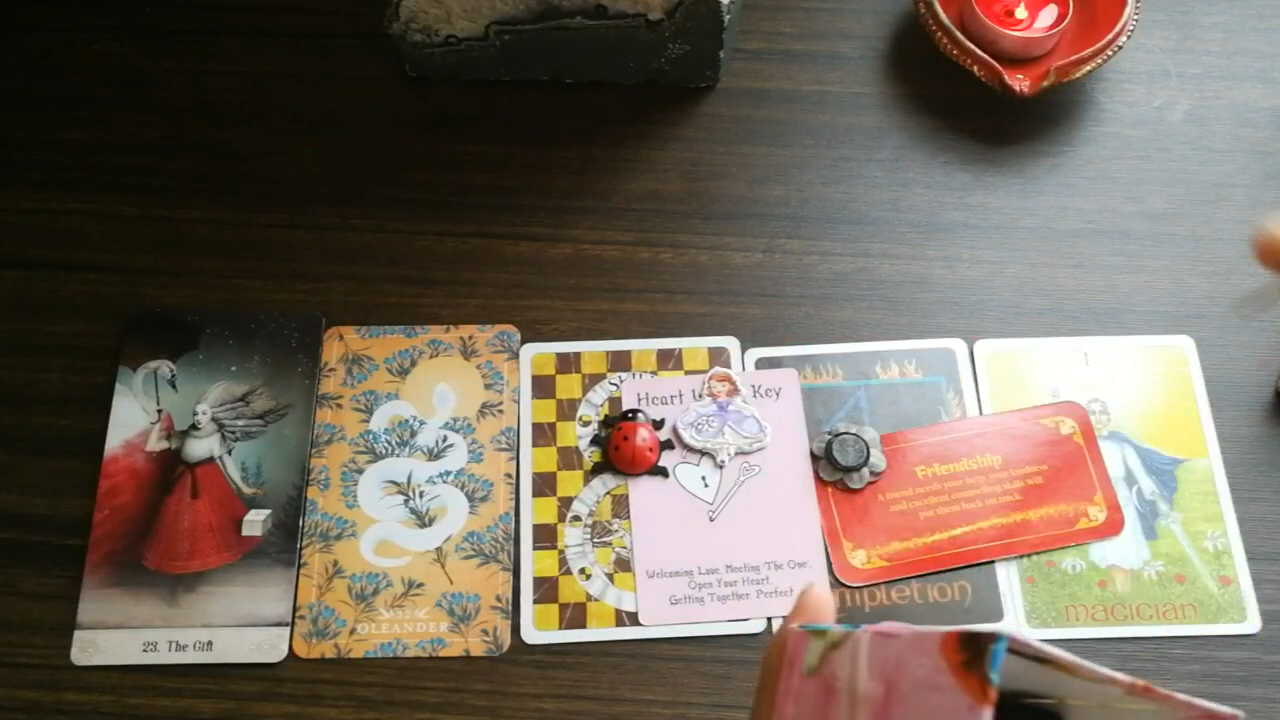 23. The Gift
OLEANDER
Heart
Key
Welcoming Love, Meeting The One,
Open Your Heart,
Getting Together, Perfect
mpletion
Friendship
A friend needs your help, your kindness
and excellent counselling skills will
put them back on track.
1
magician